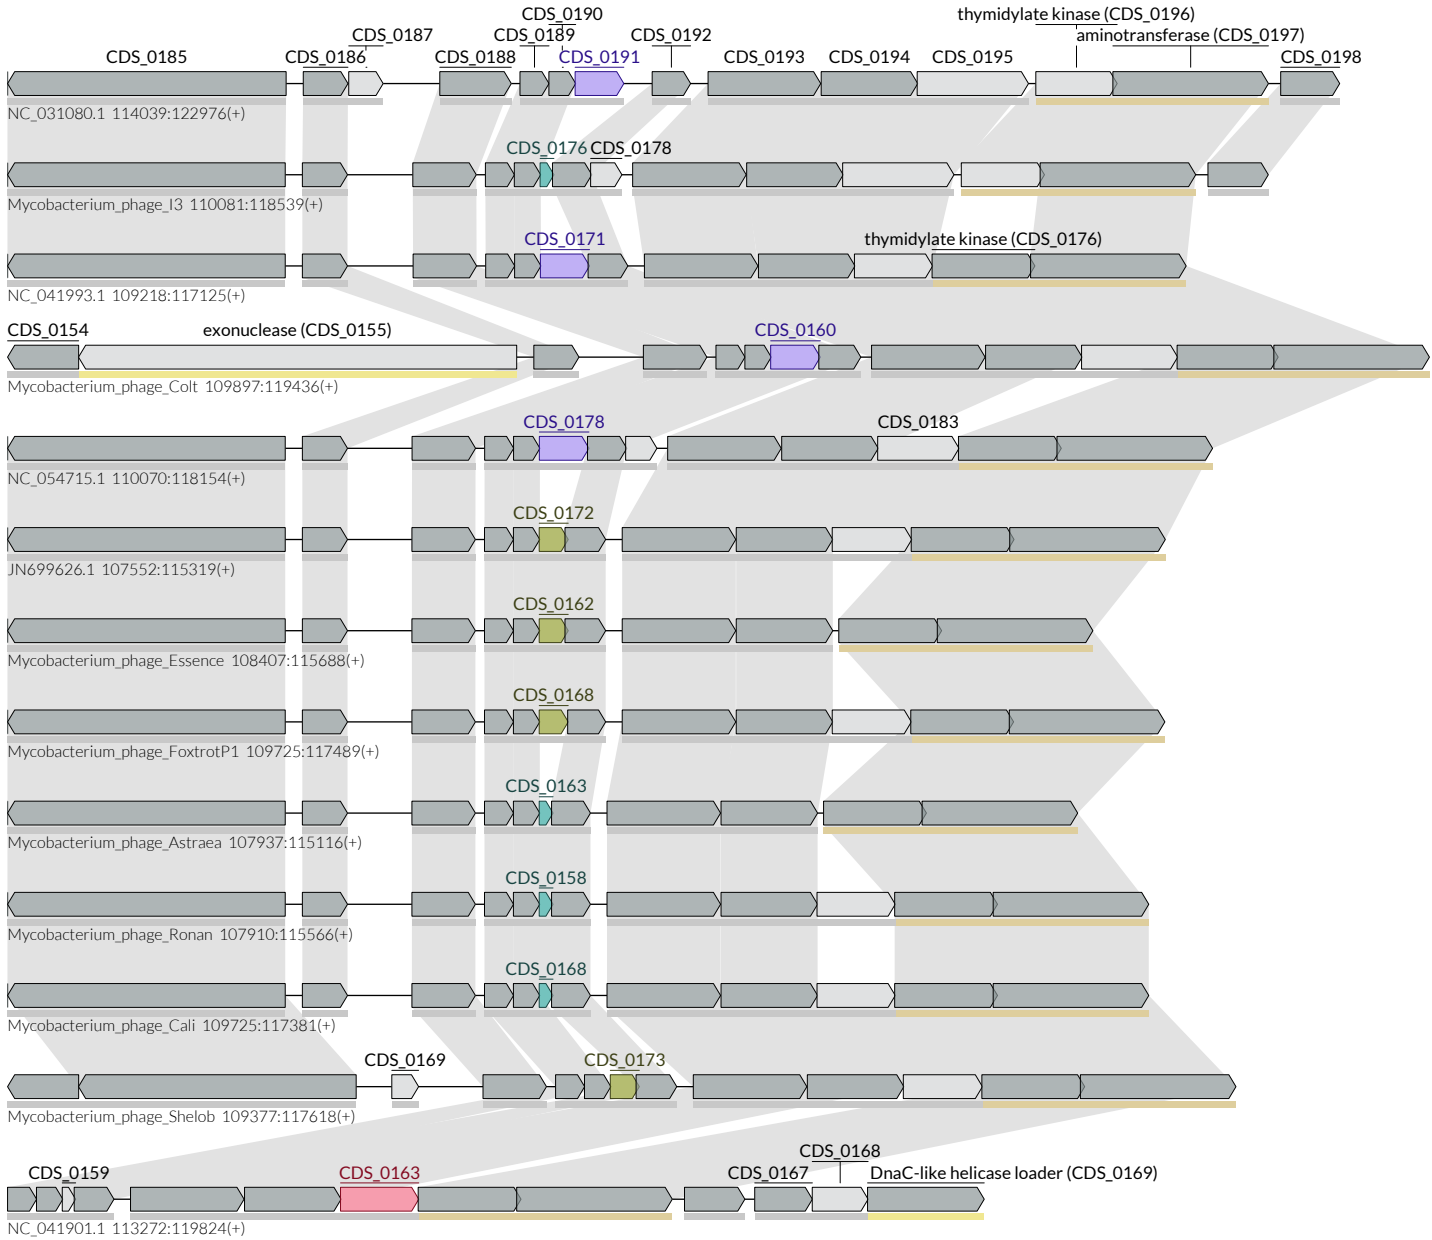 CDS_0190
thymidylate kinase (CDS_0196)
CDS_0187 CDS_0189 CDS_0192 aminotransferase (CDS_0197)
CDS_0185 CDS_0186 CDS_0188 CDS_0191 CDS_0193 CDS_0194 CDS_0195 CDS_0198
NC_031080.1 114039:122976(+)
CDS_0176 CDS_0178
Mycobacterium_phage_I3 110081:118539(+)
CDS_0171 thymidylate kinase (CDS_0176)
NC_041993.1 109218:117125(+)
CDS_0154 exonuclease (CDS_0155) CDS_0160
Mycobacterium_phage_Colt 109897:119436(+)
CDS_0178 CDS_0183
NC_054715.1 110070:118154(+)
CDS_0172
JN699626.1 107552:115319(+)
CDS_0162
Mycobacterium_phage_Essence 108407:115688(+)
CDS_0168
Mycobacterium_phage_FoxtrotP1 109725:117489(+)
CDS_0163
Mycobacterium_phage_Astraea 107937:115116(+)
CDS_0158
Mycobacterium_phage_Ronan 107910:115566(+)
CDS_0168
Mycobacterium_phage_Cali 109725:117381(+)
CDS_0169 CDS_0173
Mycobacterium_phage_Shelob 109377:117618(+)
CDS_0168
CDS_0159 CDS_0163 CDS_0167 DnaC-like helicase loader (CDS_0169)
NC_041901.1 113272:119824(+)